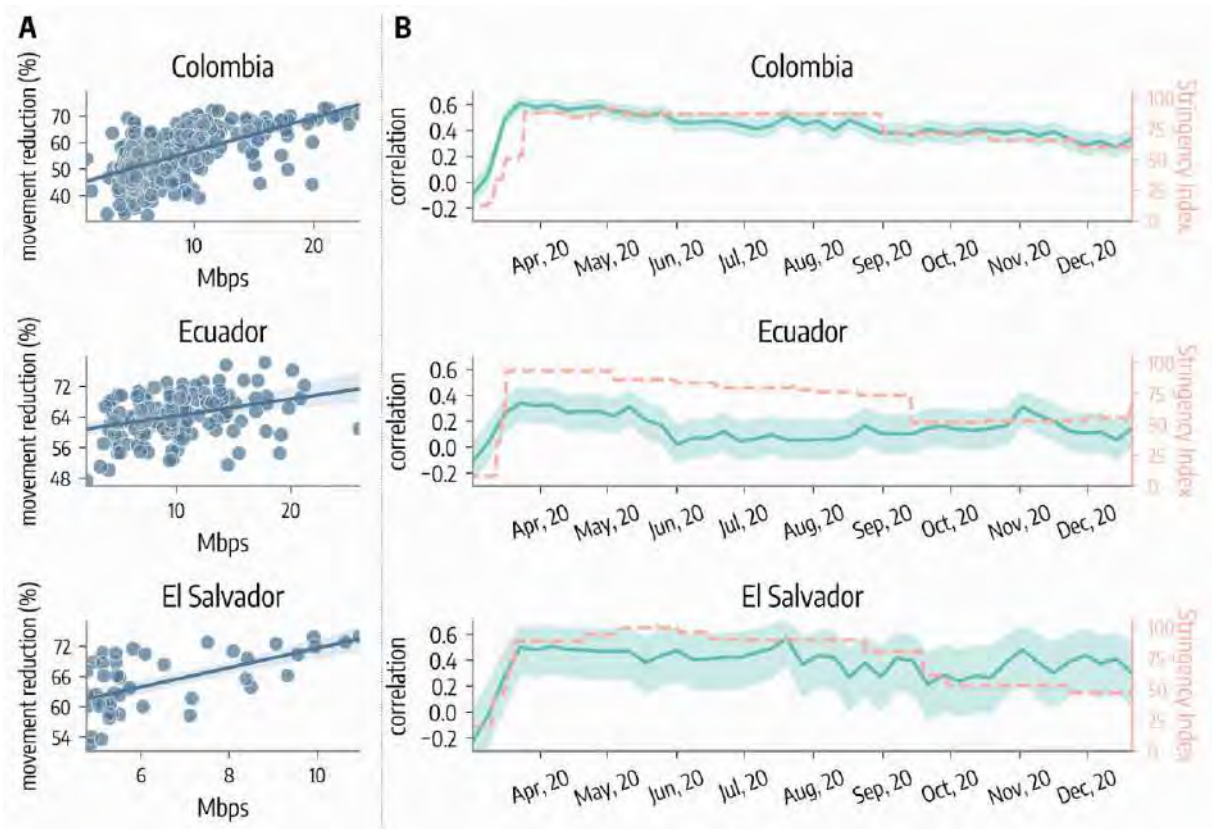 A
B
Colombia
movement reduction (%)
70
60
50
40
10
20
Mbps
Colombia
correlation
0.6
0.4
0.2
0.0
−0.2
100
75
50
25
0
Stringency Index
Apr, 20
May, 20
Jun, 20
Jul, 20
Aug, 20
Sep, 20
Oct, 20
Nov, 20
Dec, 20
Ecuador
movement reduction (%)
72
64
56
48
10
20
Mbps
Ecuador
correlation
0.6
0.4
0.2
0.0
−0.2
100
75
50
25
0
Stringency Index
Apr, 20
May, 20
Jun, 20
Jul, 20
Aug, 20
Sep, 20
Oct, 20
Nov, 20
Dec, 20
El Salvador
movement reduction (%)
72
66
60
54
6
8
10
Mbps
El Salvador
correlation
0.6
0.4
0.2
0.0
−0.2
100
75
50
25
0
Stringency Index
Apr, 20
May, 20
Jun, 20
Jul, 20
Aug, 20
Sep, 20
Oct, 20
Nov, 20
Dec, 20